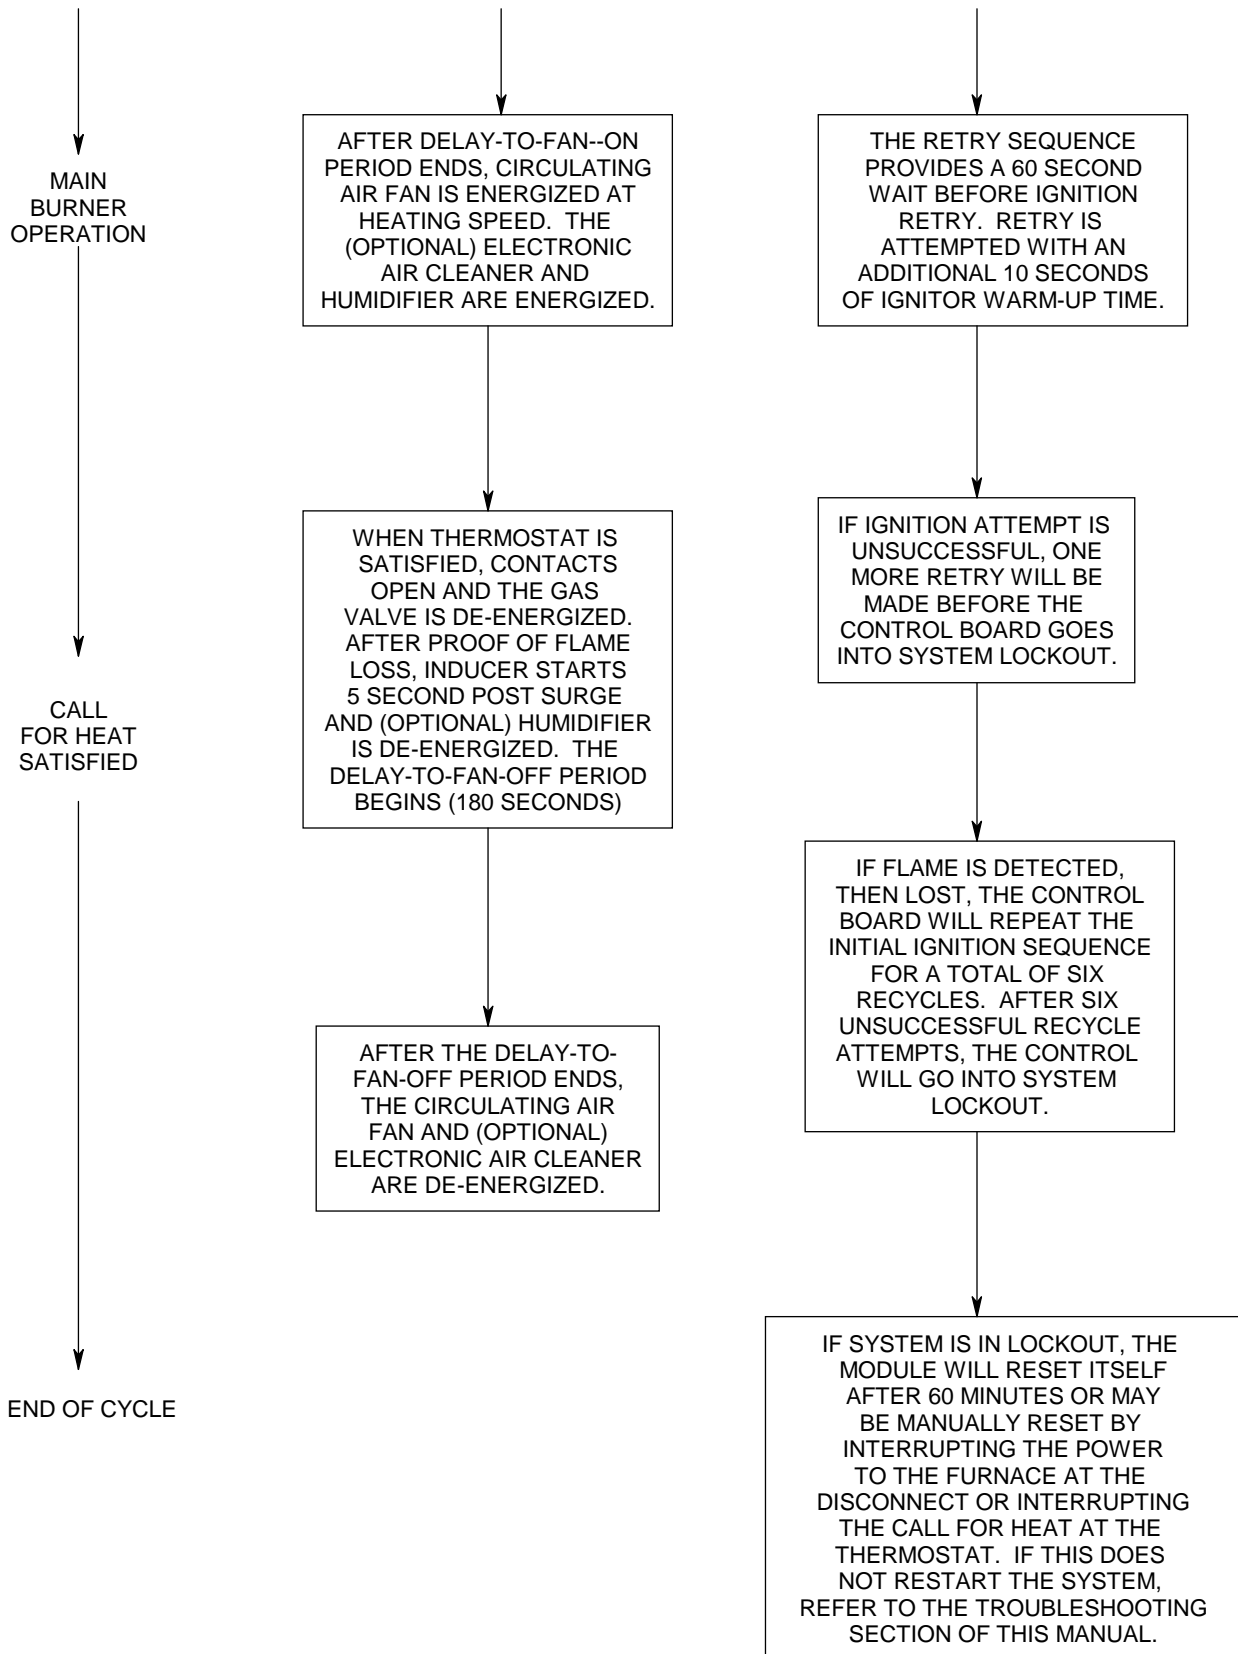 MAIN
BURNER
OPERATION
CALL
FOR HEAT
SATISFIED
END OF CYCLE
AFTER DELAY-TO-FAN--ON
PERIOD ENDS, CIRCULATING
AIR FAN IS ENERGIZED AT
HEATING SPEED.  THE
(OPTIONAL) ELECTRONIC
AIR CLEANER AND
HUMIDIFIER ARE ENERGIZED.
WHEN THERMOSTAT IS
SATISFIED, CONTACTS
OPEN AND THE GAS
VALVE IS DE-ENERGIZED.
AFTER PROOF OF FLAME
LOSS, INDUCER STARTS
5 SECOND POST SURGE
AND (OPTIONAL) HUMIDIFIER
IS DE-ENERGIZED.  THE
DELAY-TO-FAN-OFF PERIOD
BEGINS (180 SECONDS)
AFTER THE DELAY-TO-
FAN-OFF PERIOD ENDS,
THE CIRCULATING AIR
FAN AND (OPTIONAL)
ELECTRONIC AIR CLEANER
ARE DE-ENERGIZED.
THE RETRY SEQUENCE
PROVIDES A 60 SECOND
WAIT BEFORE IGNITION
RETRY.  RETRY IS
ATTEMPTED WITH AN
ADDITIONAL 10 SECONDS
OF IGNITOR WARM-UP TIME.
IF IGNITION ATTEMPT IS
UNSUCCESSFUL, ONE
MORE RETRY WILL BE
MADE BEFORE THE
CONTROL BOARD GOES
INTO SYSTEM LOCKOUT.
IF FLAME IS DETECTED,
THEN LOST, THE CONTROL
BOARD WILL REPEAT THE
INITIAL IGNITION SEQUENCE
FOR A TOTAL OF SIX
RECYCLES.  AFTER SIX
UNSUCCESSFUL RECYCLE
ATTEMPTS, THE CONTROL
WILL GO INTO SYSTEM
LOCKOUT.
IF SYSTEM IS IN LOCKOUT, THE
MODULE WILL RESET ITSELF
AFTER 60 MINUTES OR MAY
BE MANUALLY RESET BY
INTERRUPTING THE POWER
TO THE FURNACE AT THE
DISCONNECT OR INTERRUPTING
THE CALL FOR HEAT AT THE
THERMOSTAT.  IF THIS DOES
NOT RESTART THE SYSTEM,
REFER TO THE TROUBLESHOOTING
SECTION OF THIS MANUAL.